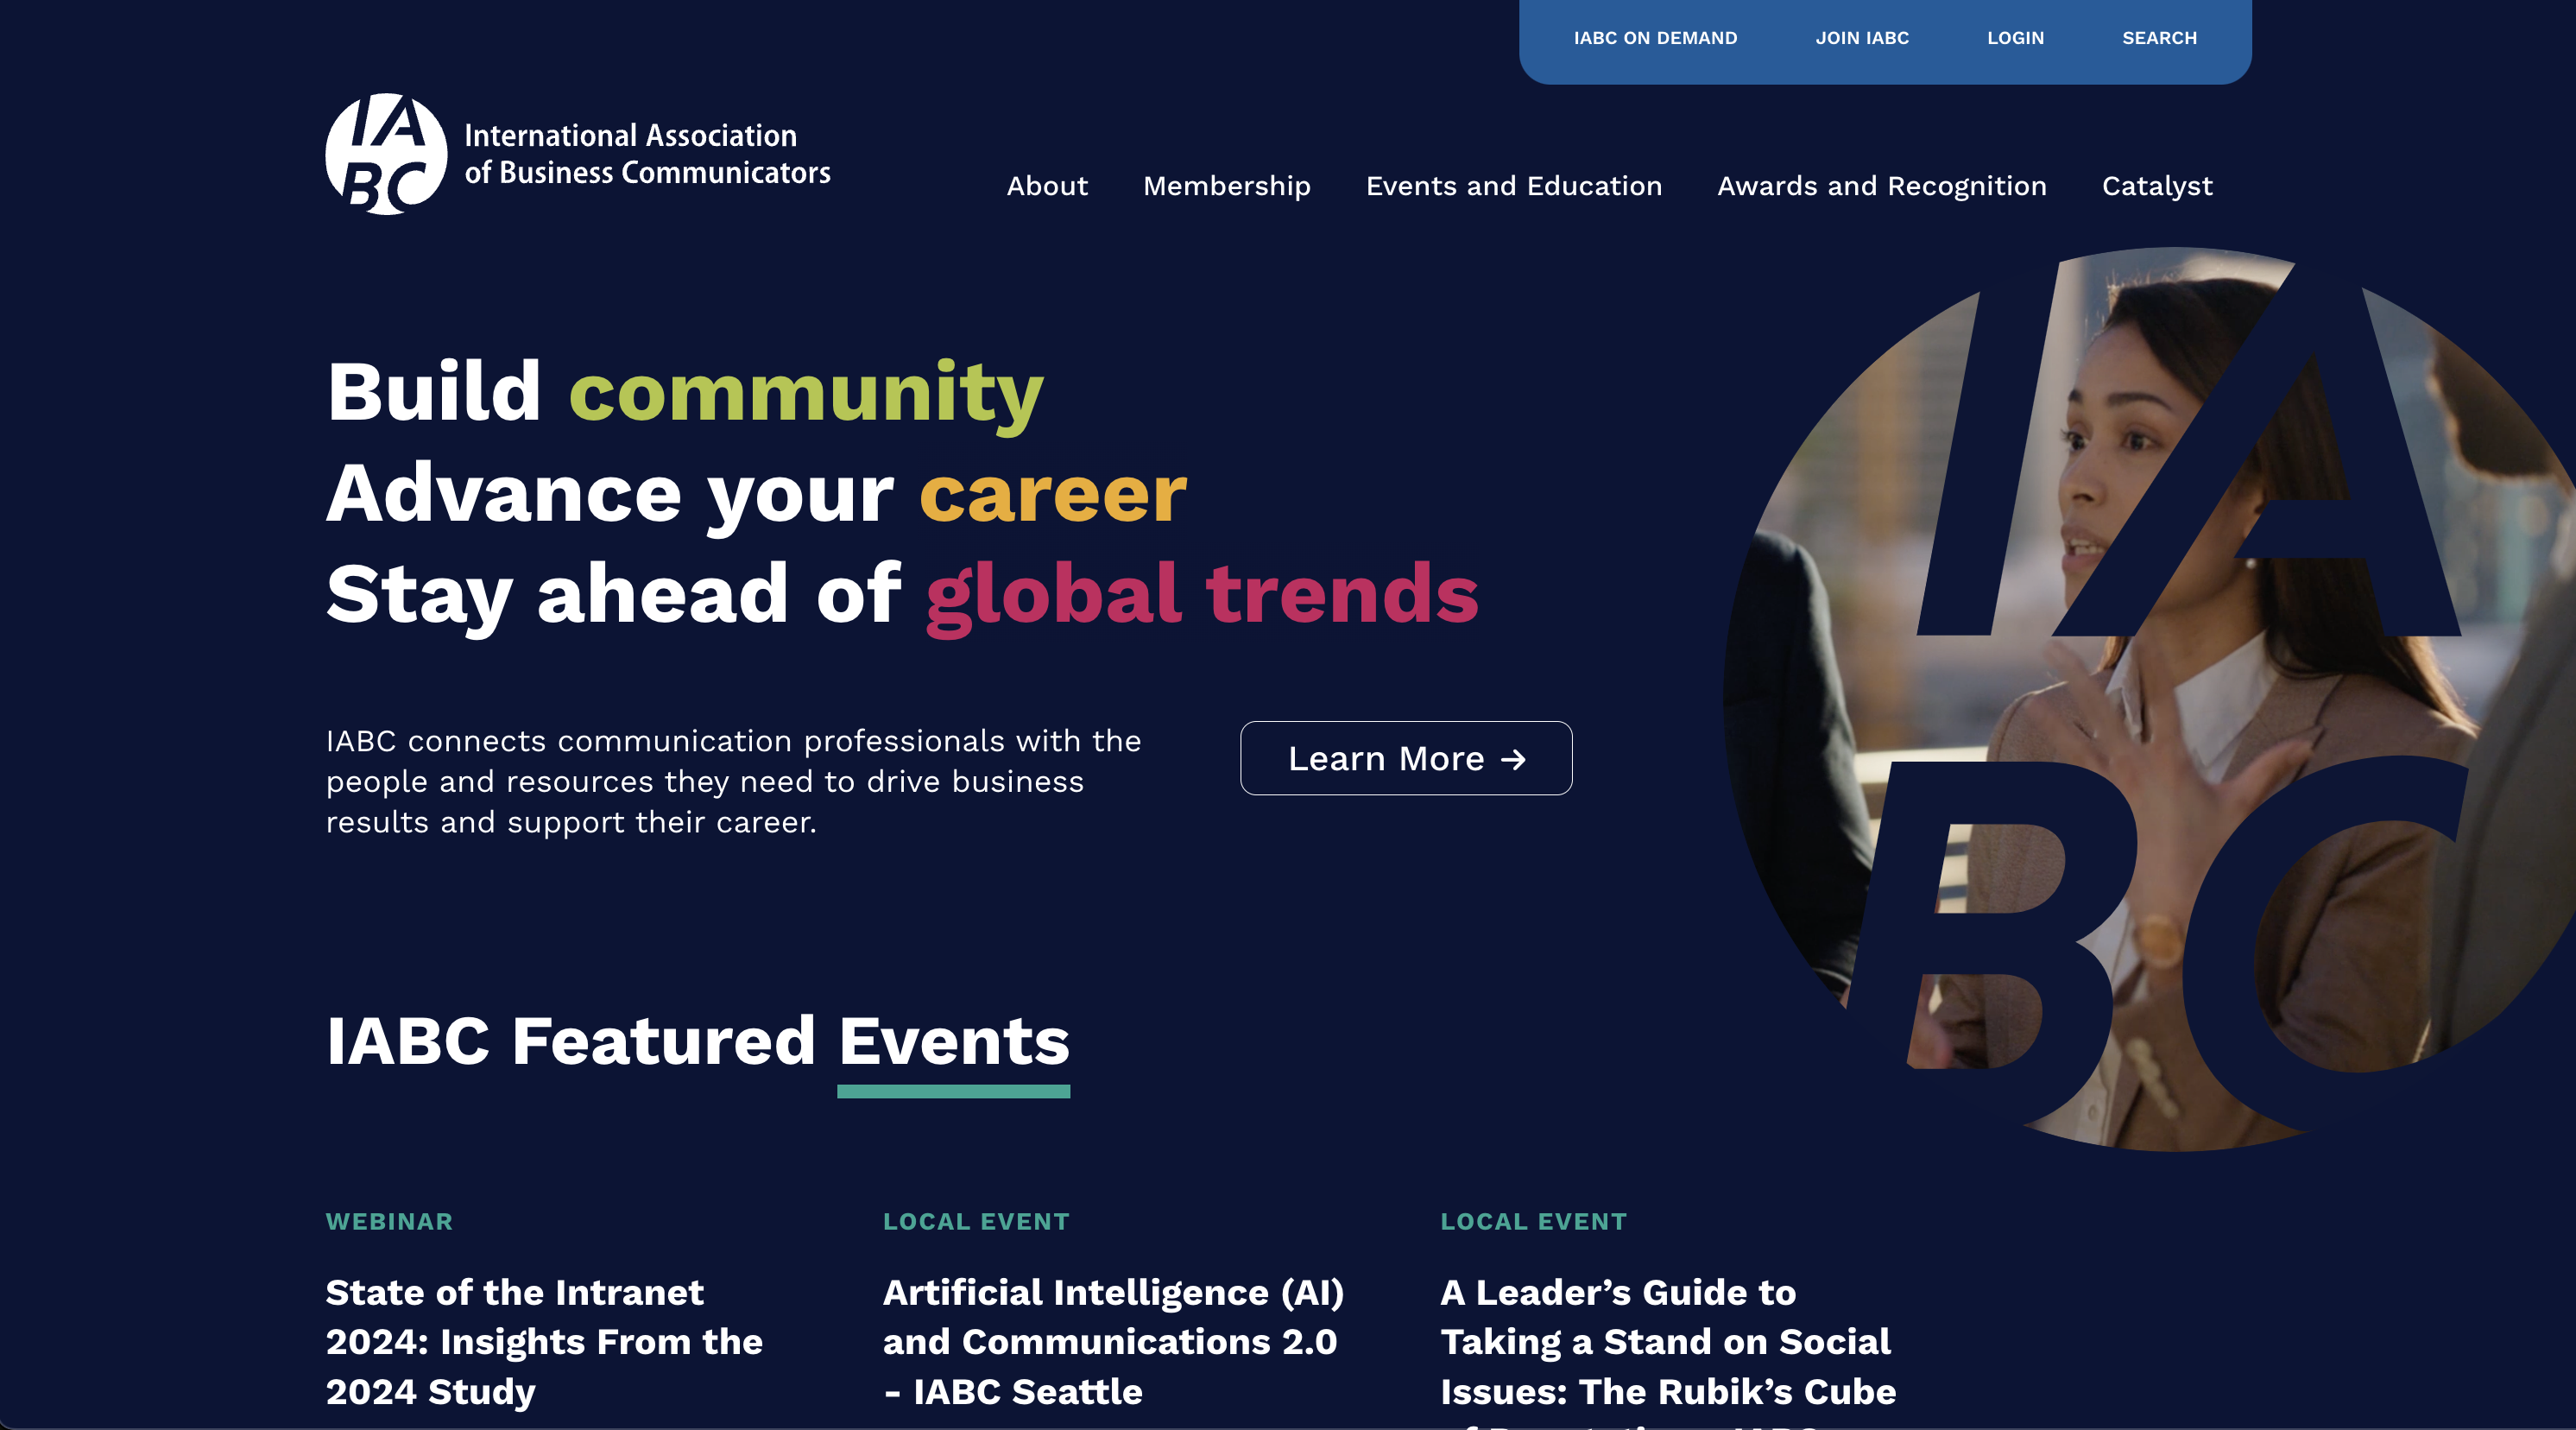 IABC ON DEMAND JOIN IABC LOGIN SEARCH
IA
BC
International Association
of Business Communicators
About Membership Events and Education Awards and Recognition Catalyst
Build community
Advance your career
Stay ahead of global trends
IA
BC
IABC connects communication professionals with the
people and resources they need to drive business
results and support their career.
Learn More →
IABC Featured Events
WEBINAR
State of the Intranet
2024: Insights From the
2024 Study
LOCAL EVENT
Artificial Intelligence (AI)
and Communications 2.0
- IABC Seattle
LOCAL EVENT
A Leader’s Guide to
Taking a Stand on Social
Issues: The Rubik’s Cube